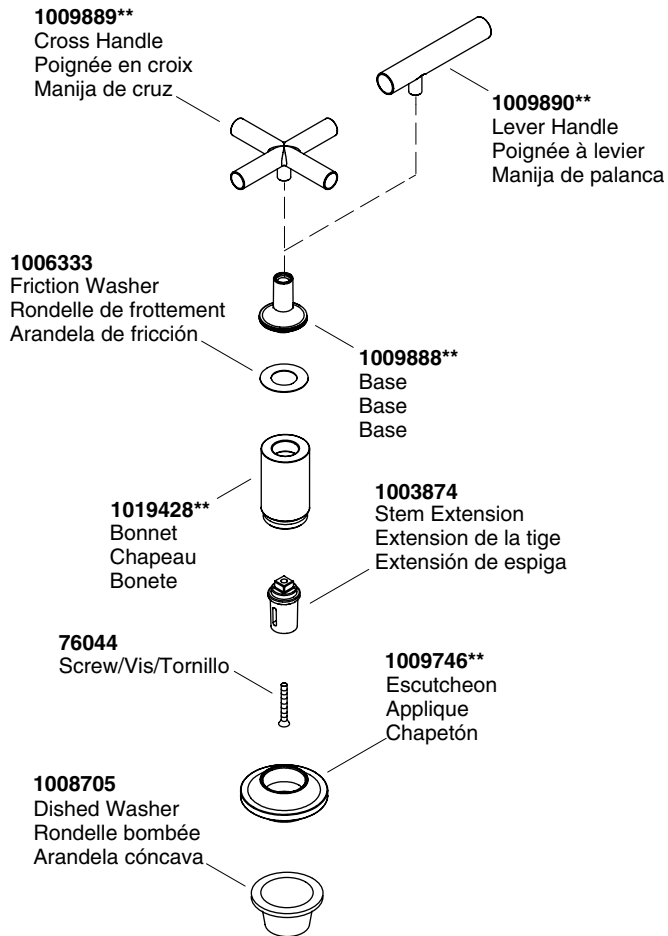 1009889**
Cross Handle
Poignée en croix
Manija de cruz
1009890**
Lever Handle
Poignée à levier
Manija de palanca
1006333
Friction Washer
Rondelle de frottement
Arandela de fricción
1009888**
Base
Base
Base
1019428**
Bonnet
Chapeau
Bonete
1003874
Stem Extension
Extension de la tige
Extensión de espiga
76044
Screw/Vis/Tornillo
1009746**
Escutcheon
Applique
Chapetón
1008705
Dished Washer
Rondelle bombée
Arandela cóncava